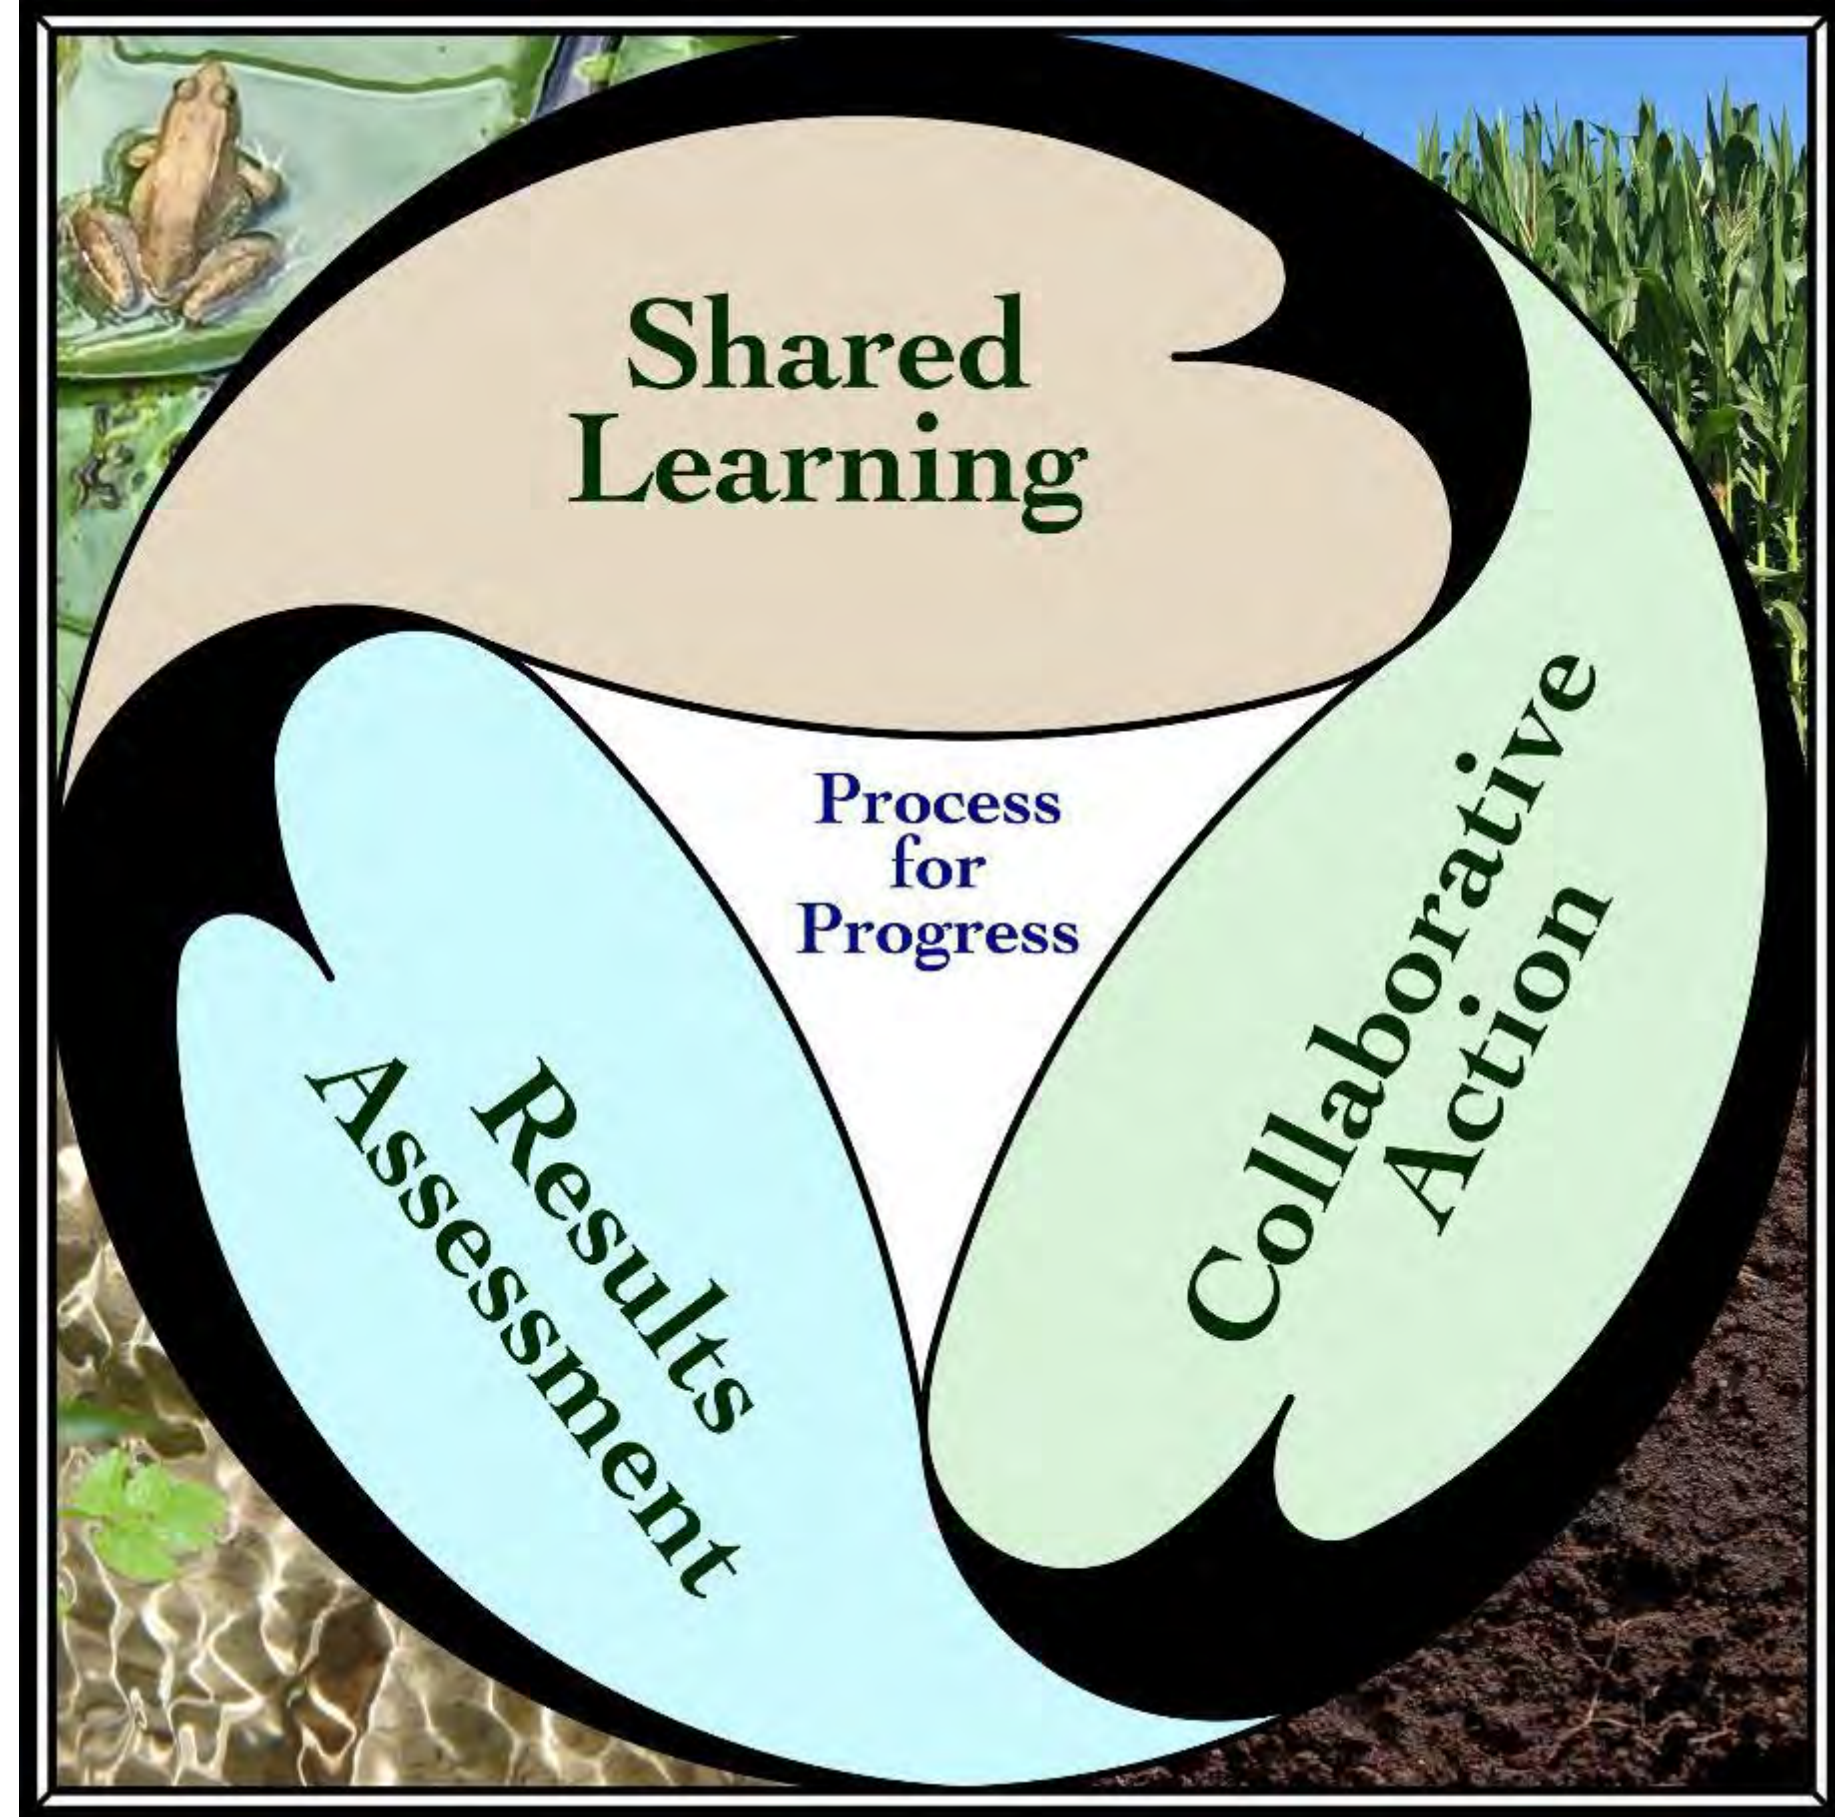 Shared
Learning
Process
for
Progress
Collaborative
Action
Results
Assessment